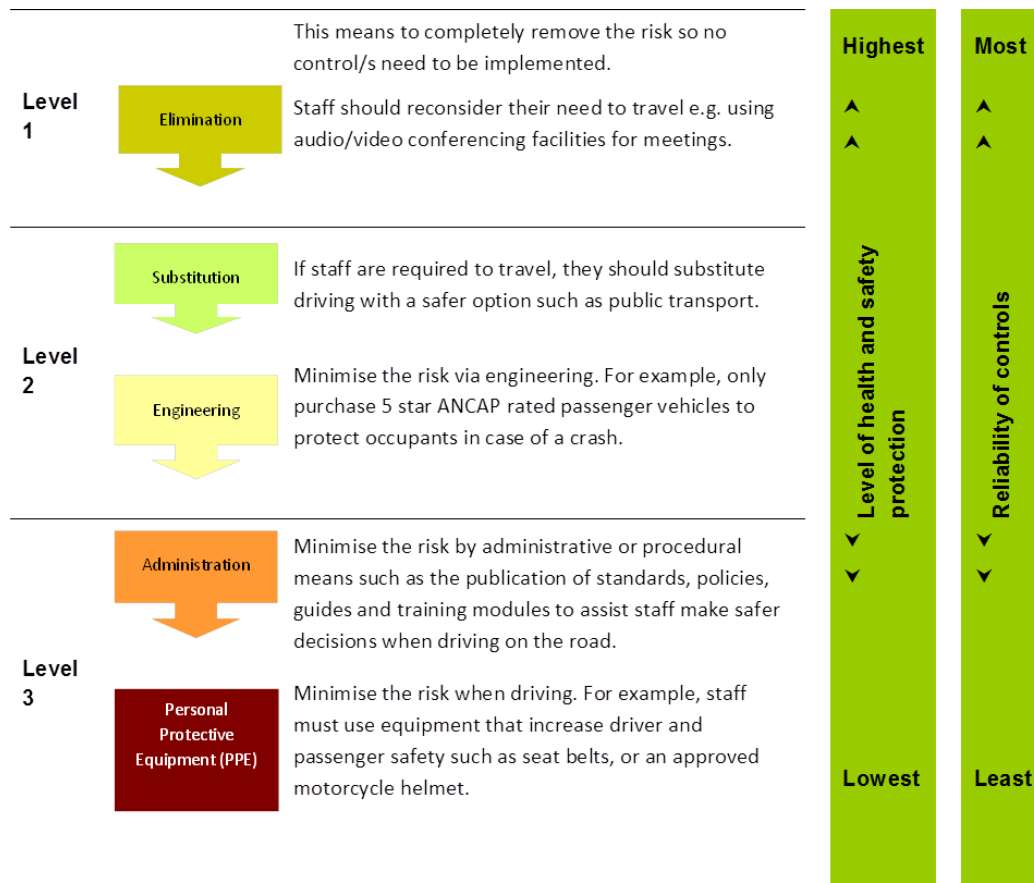 This means to completely remove the risk so no
control/s need to be implemented.
Level
1
Elimination
Staff should reconsider their need to travel e.g. using
audio/video conferencing facilities for meetings.
Level
2
Substitution
If staff are required to travel, they should substitute
driving with a safer option such as public transport.
Engineering
Minimise the risk via engineering. For example, only
purchase 5 star ANCAP rated passenger vehicles to
protect occupants in case of a crash.
Level
3
Administration
Minimise the risk by administrative or procedural
means such as the publication of standards, policies,
guides and training modules to assist staff make safer
decisions when driving on the road.
Personal
Protective
Equipment (PPE)
Minimise the risk when driving. For example, staff
must use equipment that increase driver and
passenger safety such as seat belts, or an approved
motorcycle helmet.
Highest
Level of health and safety
protection
Lowest
Most
Reliability of controls
Least